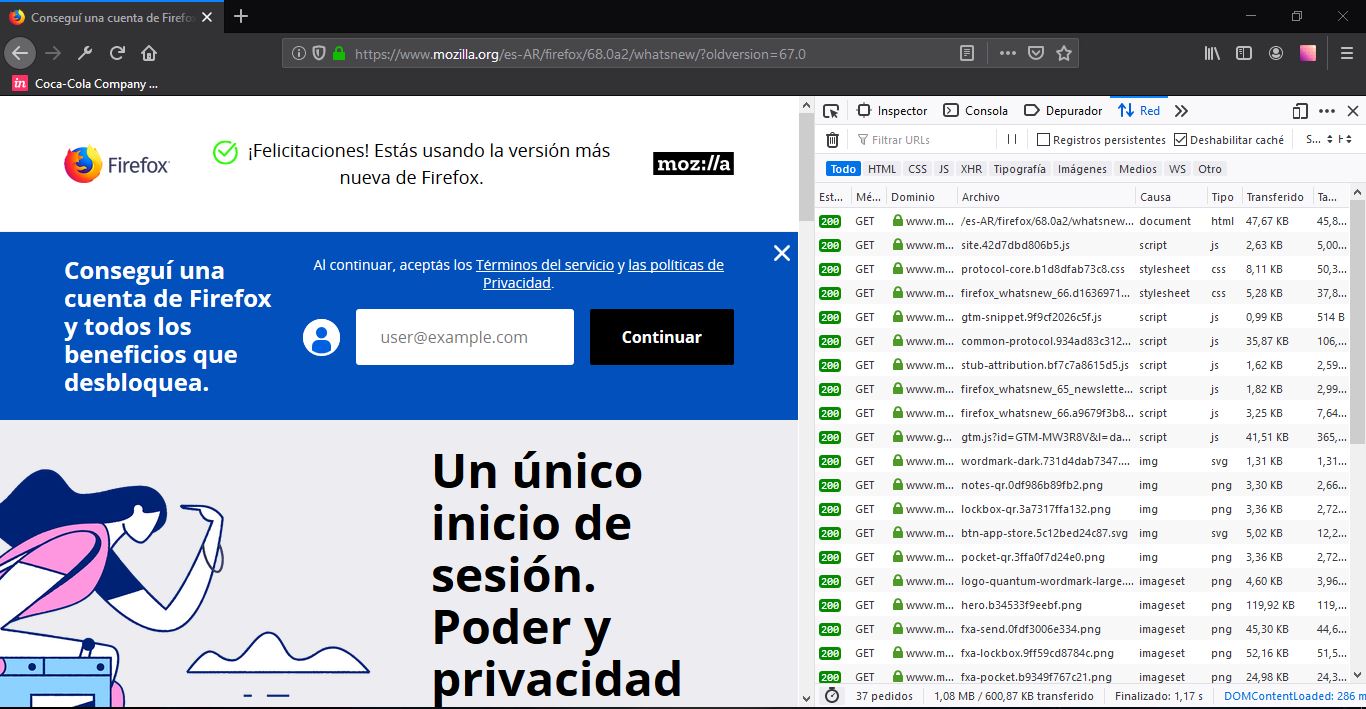 Conseguí una cuenta de Firefo
https://www.mozilla.org/es-AR/firefox/68.0a2/whatsnew/?oldversion=67.0
in Coca-Cola Company ...
Firefox
¡Felicitaciones! Estás usando la versión más
nueva de Firefox.
moz://a
Conseguí una
cuenta de Firefox
y todos los
beneficios que
desbloquea.
Al continuar, aceptás los Términos del servicio y las políticas de
Privacidad.
user@example.com
Continuar
Un único
inicio de
sesión.
Poder y
privacidad
Inspector Consola Depurador Red
Filtrar URLs Registros persistentes Deshabilitar caché S...
Todo HTML CSS JS XHR Tipografía Imágenes Medios WS Otro
Est... Mé... Dominio Archivo Causa Tipo Transferido Ta...
200 GET www.m... /es-AR/firefox/68.0a2/whatsnew... document html 47,67 KB 45,8...
200 GET www.m... site.42d7dbd806b5.js script js 2,63 KB 5,00...
200 GET www.m... protocol-core.b1d8dfab73c8.css stylesheet css 8,11 KB 50,3...
200 GET www.m... firefox_whatsnew_66.d1636971... stylesheet css 5,28 KB 37,8...
200 GET www.m... gtm-snippet.9f9cf2026c5f.js script js 0,99 KB 514 B
200 GET www.m... common-protocol.934ad83c312... script js 35,87 KB 106,...
200 GET www.m... stub-attribution.bf7c7a8615d5.js script js 1,62 KB 2,59...
200 GET www.m... firefox_whatsnew_65_newslette... script js 1,82 KB 2,99...
200 GET www.m... firefox_whatsnew_66.a9679f3b8... script js 3,25 KB 7,64...
200 GET www.g... gtm.js?id=GTM-MW3R8V&l=da... script js 41,51 KB 365,...
200 GET www.m... wordmark-dark.731d4dab7347.... img svg 1,31 KB 1,31...
200 GET www.m... notes-qr.0df986b89fb2.png img png 3,30 KB 2,66...
200 GET www.m... lockbox-qr.3a7317ffa132.png img png 3,36 KB 2,72...
200 GET www.m... btn-app-store.5c12bed24c87.svg img svg 5,02 KB 12,2...
200 GET www.m... pocket-qr.3ffa0f7d24e0.png img png 3,36 KB 2,72...
200 GET www.m... logo-quantum-wordmark-large.... imageset png 4,60 KB 3,96...
200 GET www.m... hero.b34533f9eebf.png imageset png 119,92 KB 119,...
200 GET www.m... fxa-send.0fdf3006e334.png imageset png 45,30 KB 44,6...
200 GET www.m... fxa-lockbox.9ff59cd8784c.png imageset png 52,16 KB 51,5...
200 GET www.m... fxa-pocket.b9349f767c21.png imageset png 24,98 KB 24,3...
37 pedidos 1,08 MB / 600,87 KB transferido Finalizado: 1,17 s DOMContentLoaded: 286 m